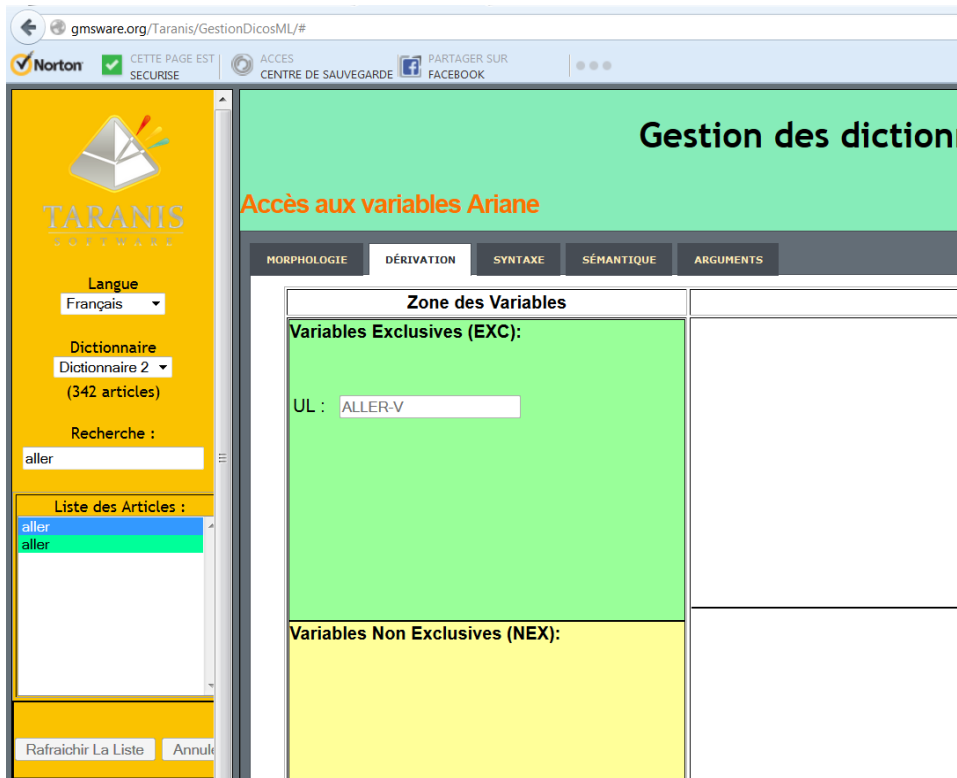 gmsware.org/Taranis/GestionDicosML/#
Norton
CETTE PAGE EST
SECURISE
ACCES
CENTRE DE SAUVEGARDE
PARTAGER SUR
FACEBOOK
TARANIS
SOFTWARE
Langue
Français
Dictionnaire
Dictionnaire 2
(342 articles)
Recherche :
aller
Liste des Articles :
aller
aller
Rafraichir La Liste
Annule
Gestion des dictionn
Accès aux variables Ariane
MORPHOLOGIE
DÉRIVATION
SYNTAXE
SÉMANTIQUE
ARGUMENTS
Zone des Variables
Variables Exclusives (EXC):
UL : ALLER-V
Variables Non Exclusives (NEX):